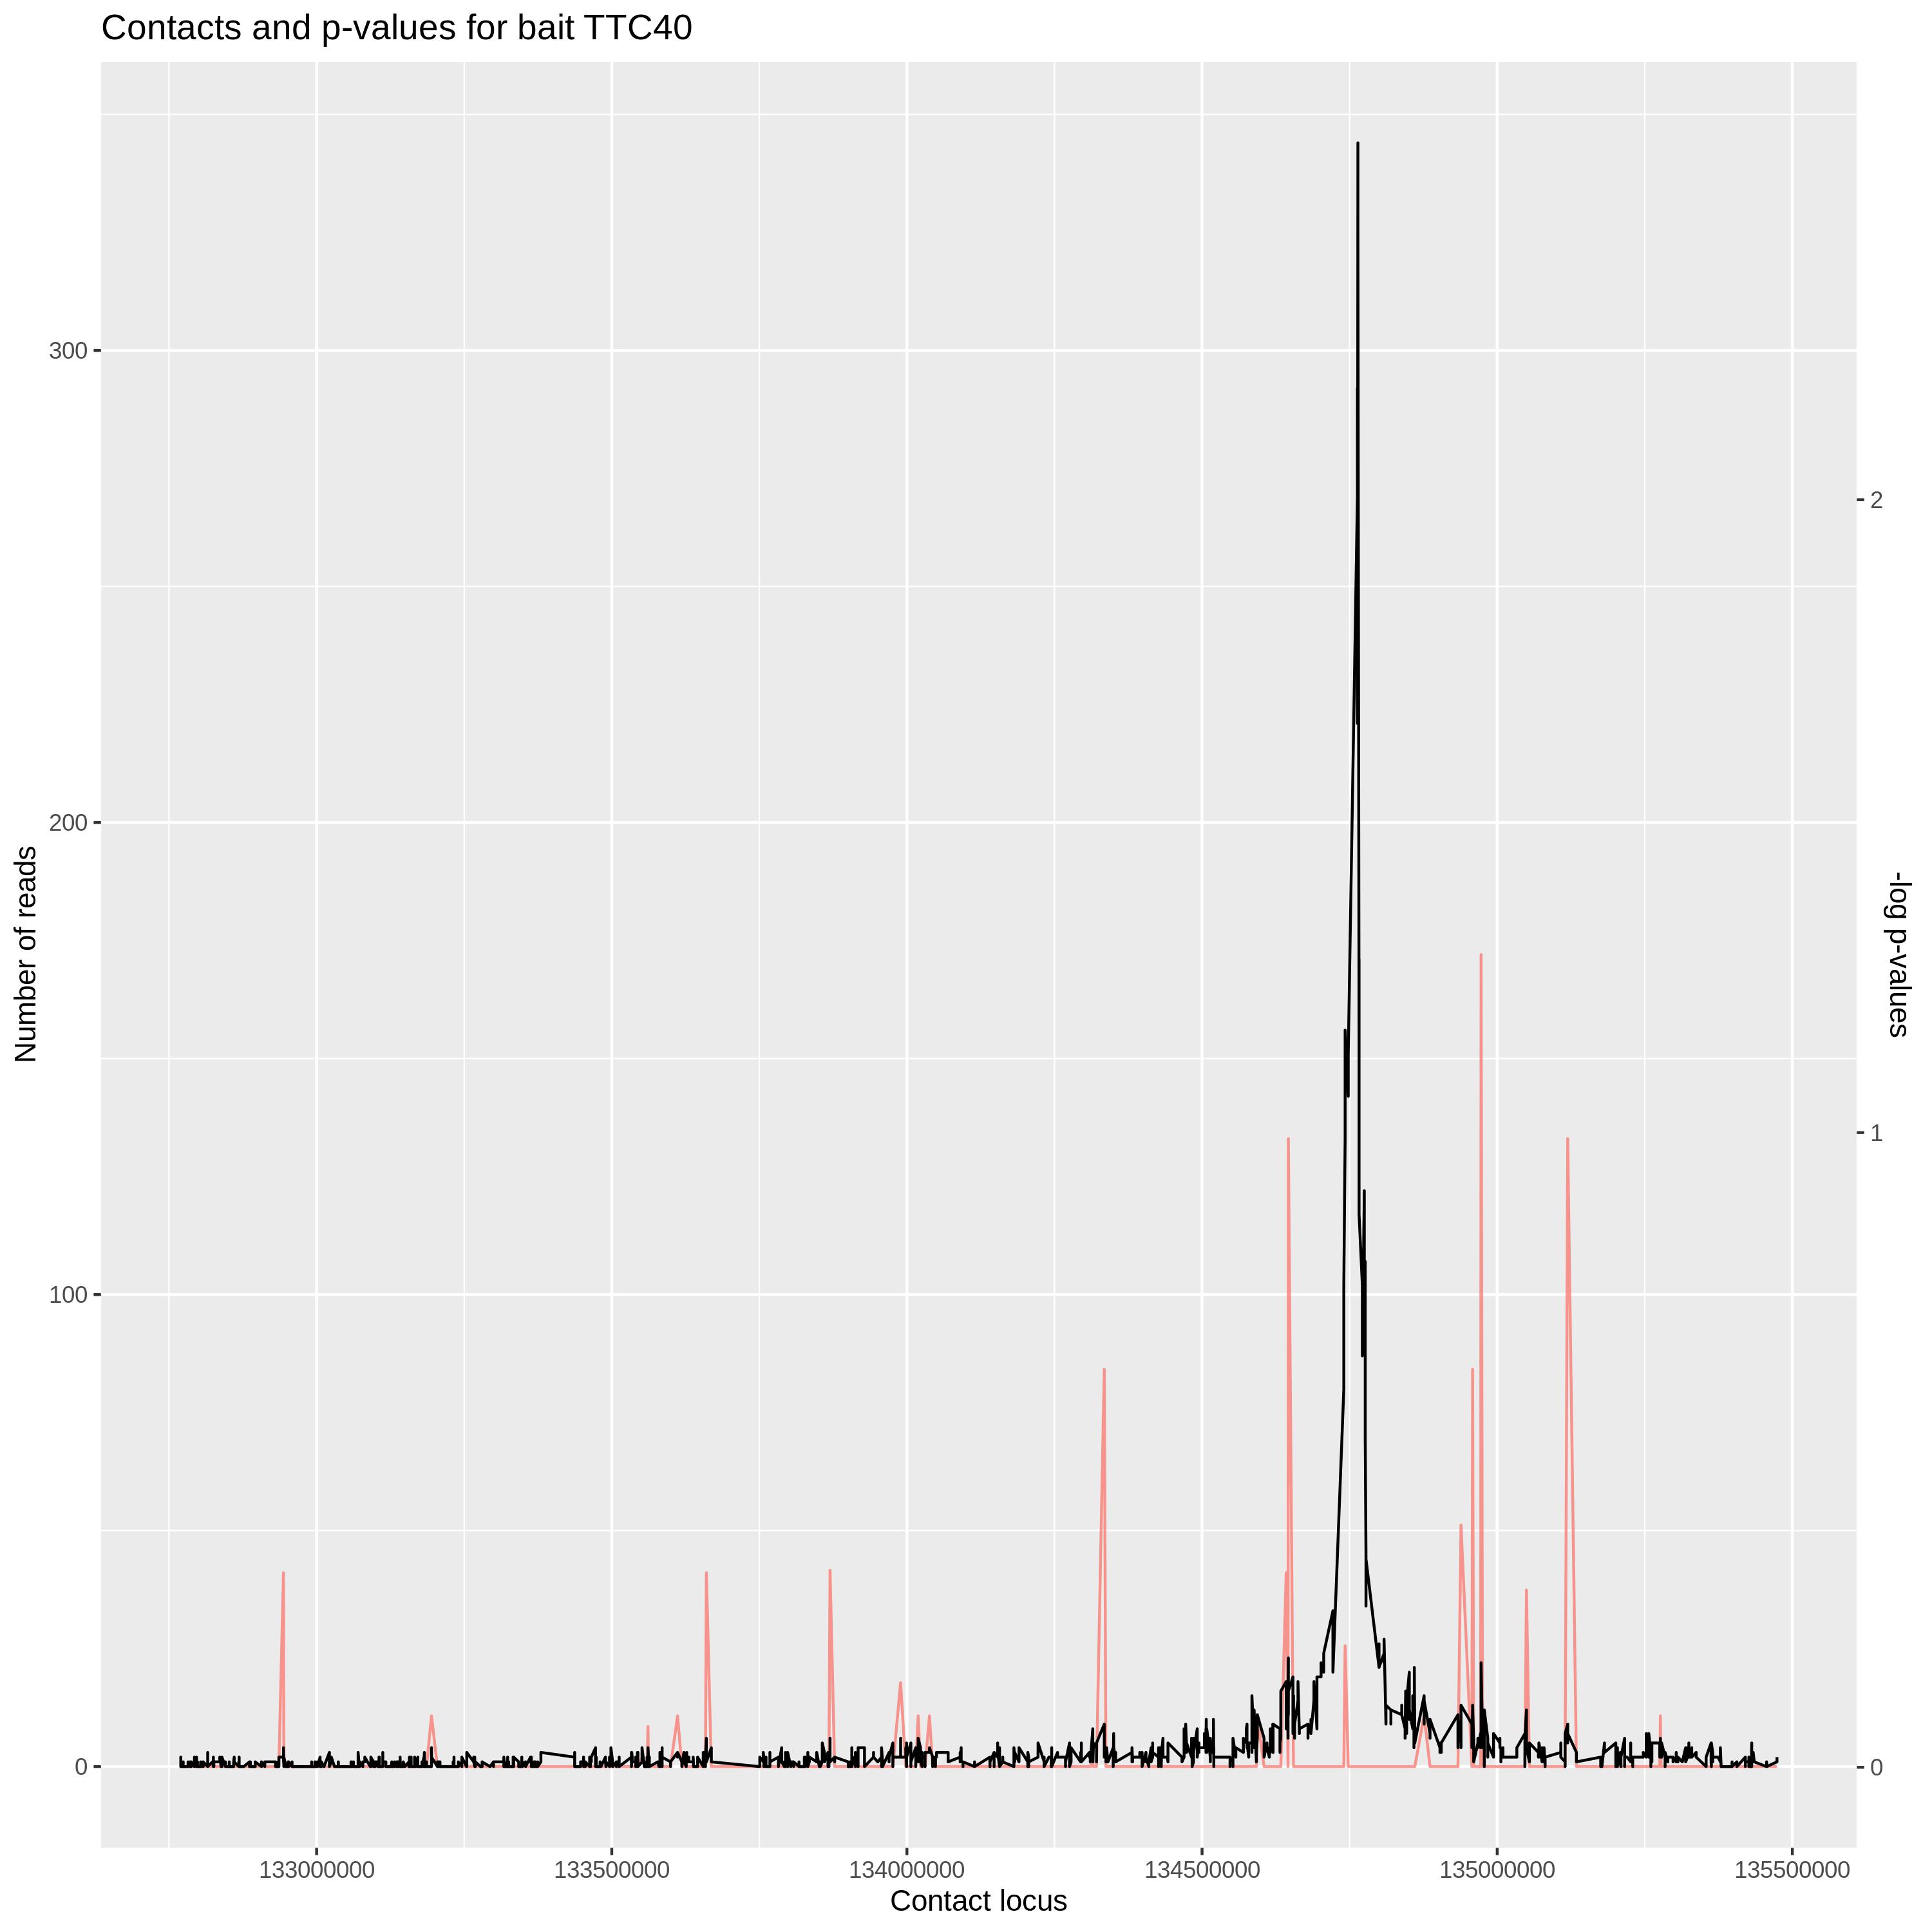 Contacts and p-values for bait TTC40
Number of reads
300
200
100
0
2
1
0
-log p-values
133000000 133500000 134000000 134500000 135000000 135500000
Contact locus